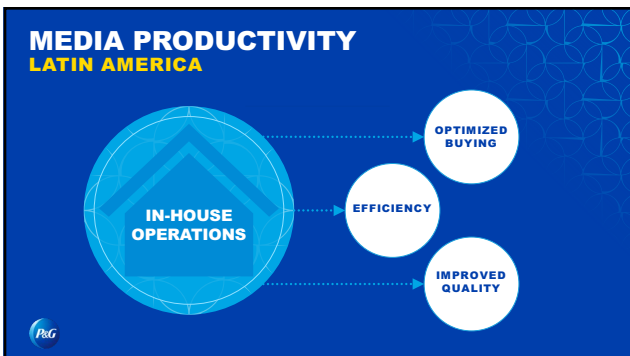 MEDIA PRODUCTIVITY
LATIN AMERICA
OPTIMIZED
BUYING
IN-HOUSE
OPERATIONS
EFFICIENCY
IMPROVED
QUALITY
P&G